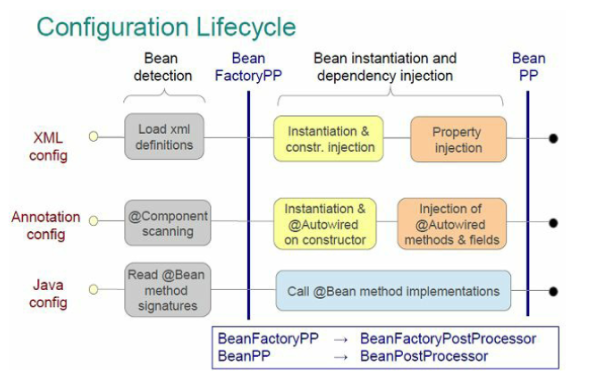 Configuration Lifecycle
Bean
detection
Bean
FactoryPP
Bean instantiation and
dependency injection
Bean
PP
XML
config
Load xml
definitions
Instantiation &
constr. injection
Property
injection
Annotation
config
@Component
scanning
Instantiation &
@Autowired
on constructor
Injection of
@Autowired
methods & fields
Java
config
Read @Bean
method
signatures
Call @Bean method implementations
BeanFactoryPP → BeanFactoryPostProcessor
BeanPP → BeanPostProcessor